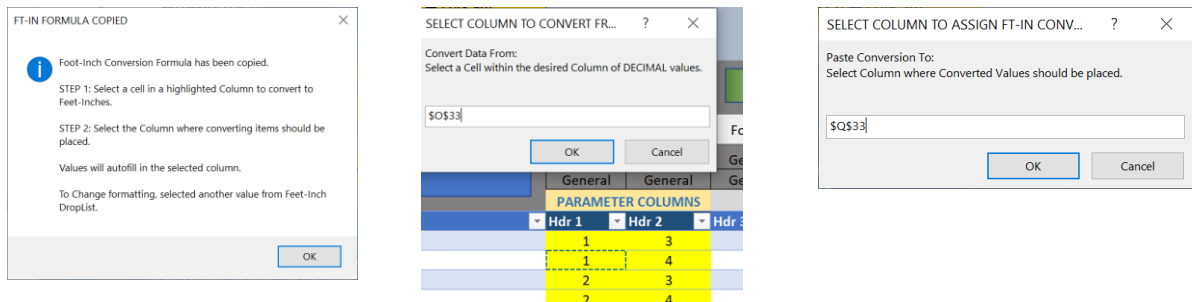 FT-IN FORMULA COPIED
Foot-Inch Conversion Formula has been copied.
STEP 1: Select a cell in a highlighted Column to convert to
Feet-Inches.
STEP 2: Select the Column where converting items should be
placed.
Values will autofill in the selected column.
To Change formatting, selected another value from Feet-Inch
DropList.
OK
SELECT COLUMN TO CONVERT FR... ?
Convert Data From:
Select a Cell within the desired Column of DECIMAL values.
$O$33
OK Cancel
General General Ge
PARAMETER COLUMNS
Hdr 1 Hdr 2 Hdr 3
1 3
1 4
2 3
2 4
Fo
Ge
SELECT COLUMN TO ASSIGN FT-IN CONV... ?
Paste Conversion To:
Select Column where Converted Values should be placed.
$Q$33
OK Cancel